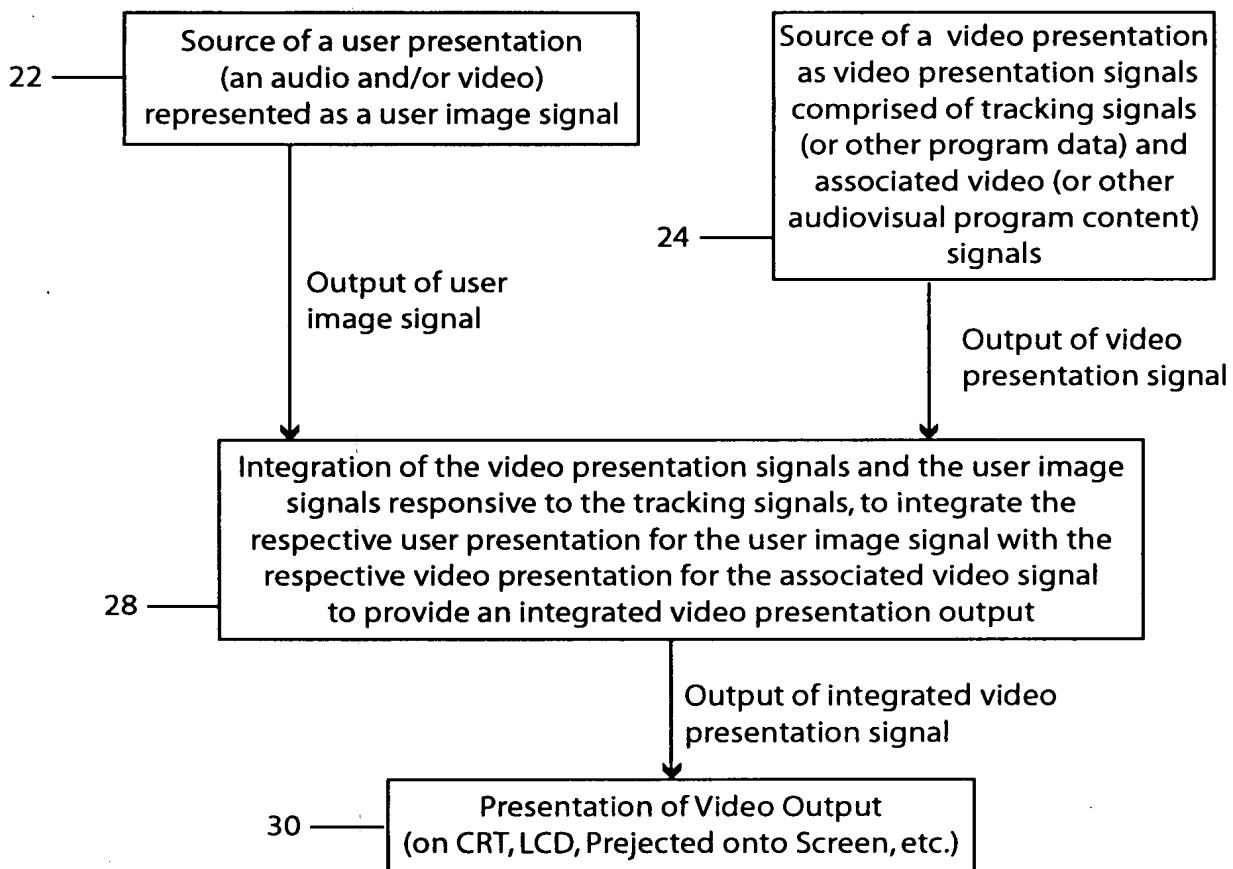 22
Source of a user presentation
(an audio and/or video)
represented as a user image signal
24
Source of a video presentation
as video presentation signals
comprised of tracking signals
(or other program data) and
associated video (or other
audiovisual program content)
signals
Output of user
image signal
Output of video
presentation signal
28
Integration of the video presentation signals and the user image
signals responsive to the tracking signals, to integrate the
respective user presentation for the user image signal with the
respective video presentation for the associated video signal
to provide an integrated video presentation output
Output of integrated video
presentation signal
30
Presentation of Video Output
(on CRT, LCD, Prejected onto Screen, etc.)